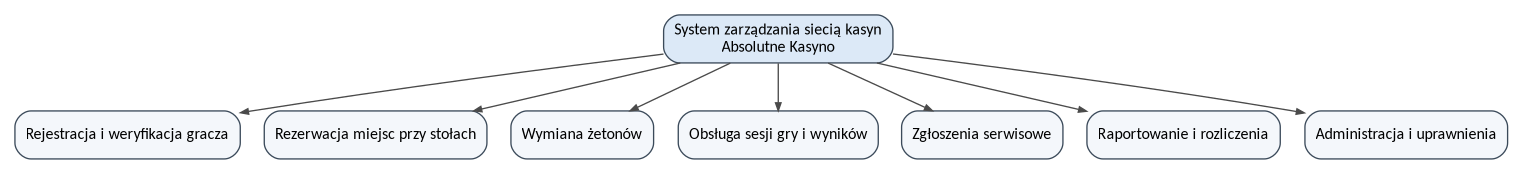 System zarządzania siecią kasyn
Absolutne Kasyno
Rejestracja i weryfikacja gracza
Rezerwacja miejsc przy stołach
Wymiana żetonów
Obsługa sesji gry i wyników
Zgłoszenia serwisowe
Raportowanie i rozliczenia
Administracja i uprawnienia